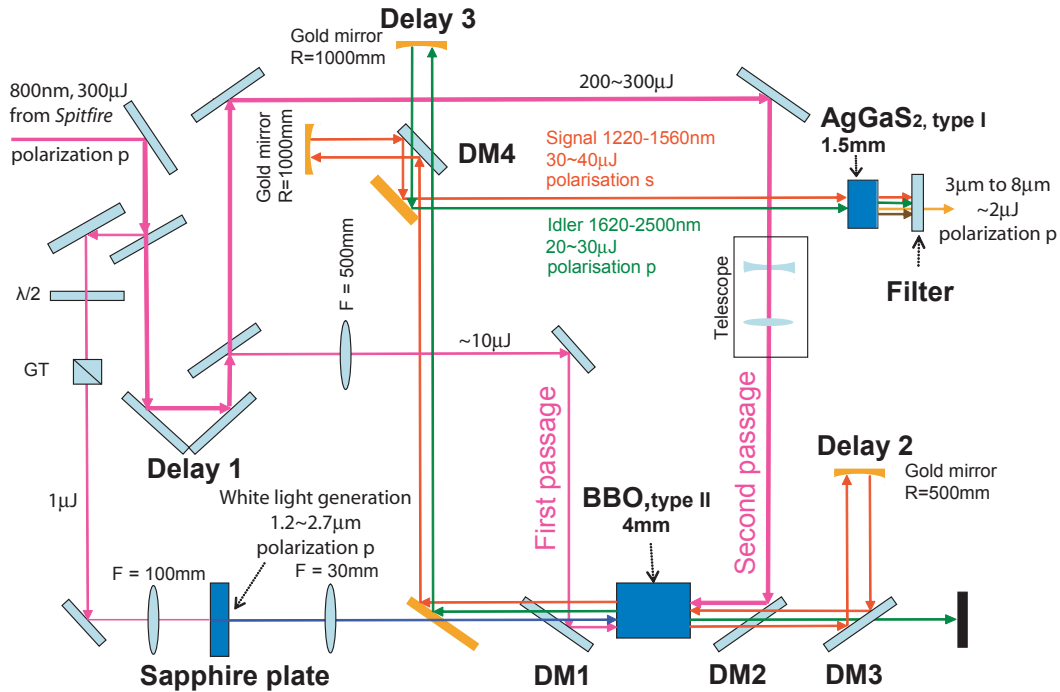 Delay 3
Gold mirror
R=1000mm
800nm, 300μJ
from Spitfire
polarization p
200~300μJ
Gold mirror
R=1000mm
DM4
Signal 1220-1560nm
30~40μJ
polarisation s
AgGaS2, type I
1.5mm
3μm to 8μm
~2μJ
polarization p
Idler 1620-2500nm
20~30μJ
polarisation p
Filter
λ/2
F = 500mm
Telescope
GT
~10μJ
Delay 1
First passage
Second passage
Delay 2
Gold mirror
R=500mm
1μJ
White light generation
1.2~2.7μm
polarization p
BBO, type II
4mm
F = 100mm
F = 30mm
Sapphire plate
DM1
DM2
DM3